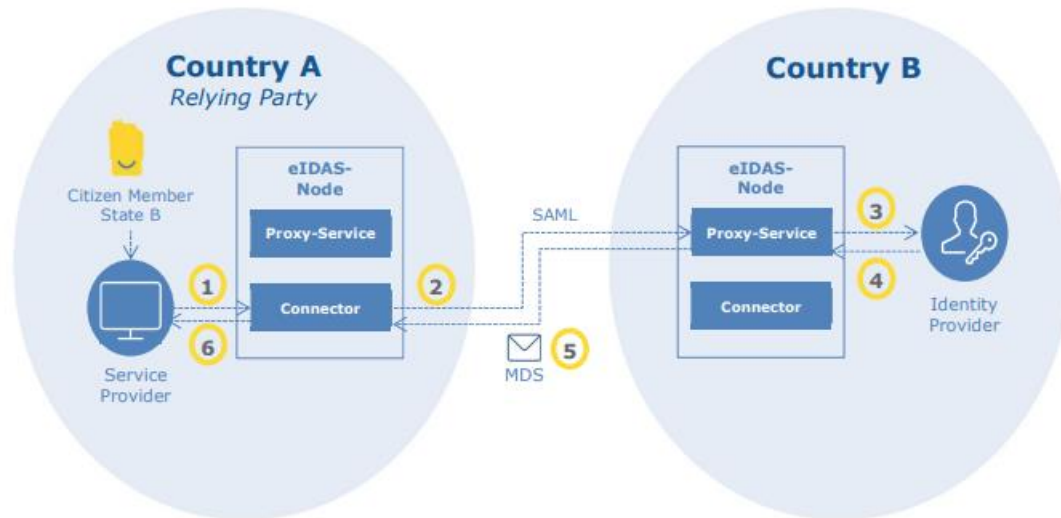 Country A
Relying Party
Citizen Member
State B
eIDAS-
Node
Proxy-Service
Connector
1
2
6
Service
Provider
SAML
5
MDS
Country B
eIDAS-
Node
Proxy-Service
Connector
3
4
Identity
Provider